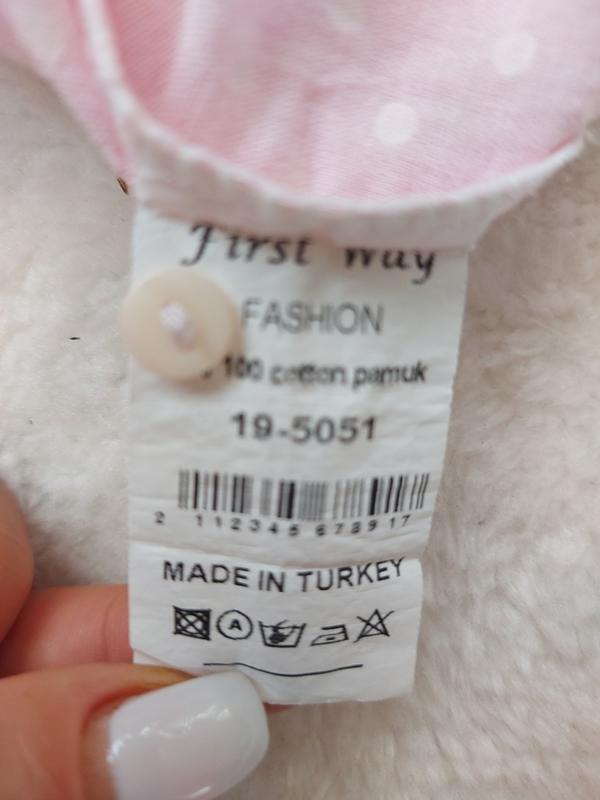 First Way
FASHION
100 cotton pamuk
19-5051
2 112345 678917
MADE IN TURKEY
A